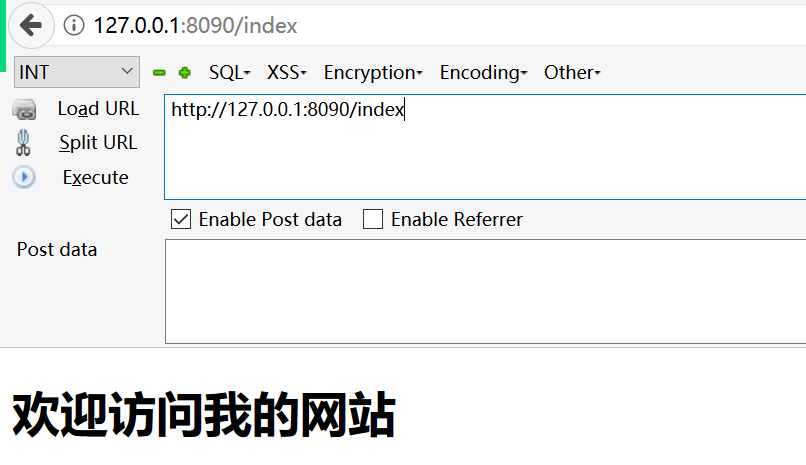 127.0.0.1:8090/index
INT SQL XSS Encryption Encoding Other
Load URL http://127.0.0.1:8090/index
Split URL
Execute
Enable Post data Enable Referrer
Post data
欢迎访问我的网站